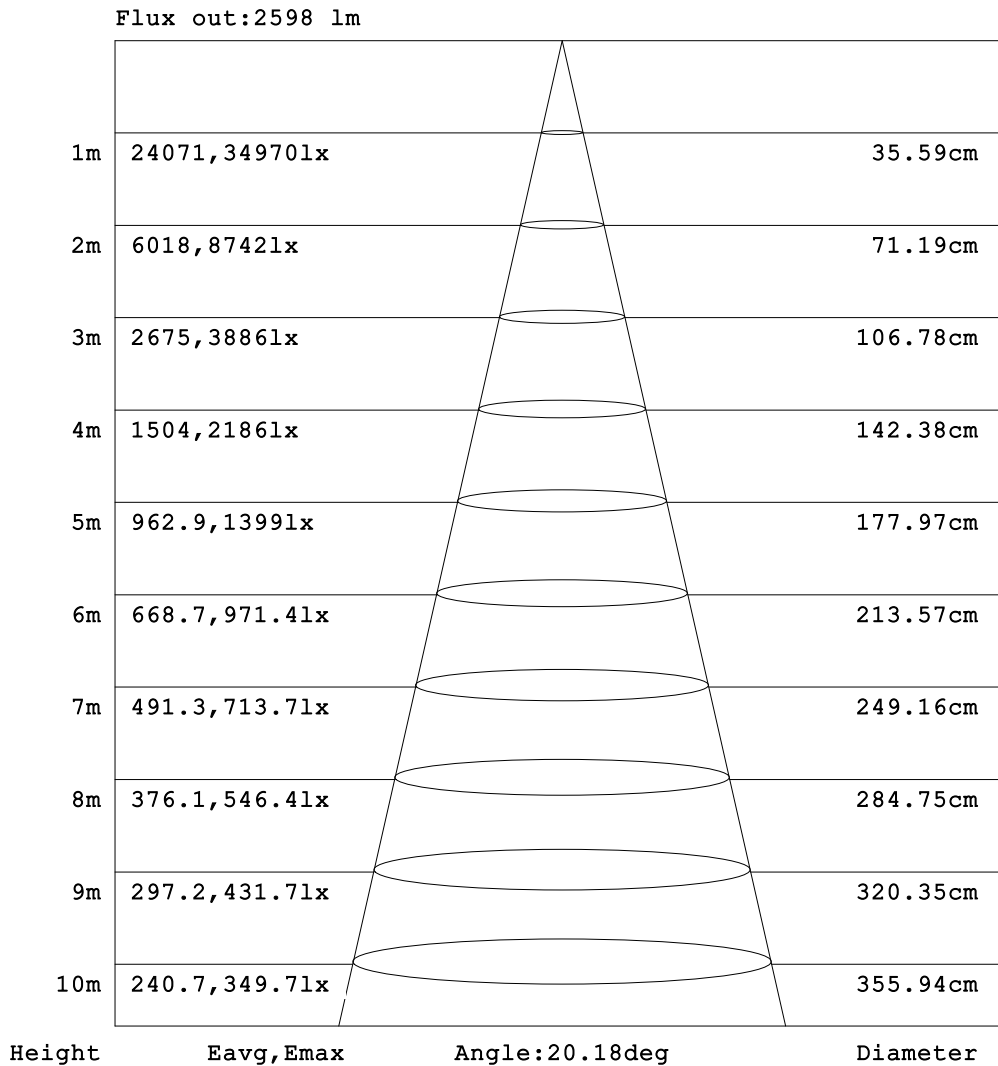 Flux out:2598 lm
1m 24071,34970lx 35.59cm
2m 6018,8742lx 71.19cm
3m 2675,3886lx 106.78cm
4m 1504,2186lx 142.38cm
5m 962.9,1399lx 177.97cm
6m 668.7,971.4lx 213.57cm
7m 491.3,713.7lx 249.16cm
8m 376.1,546.4lx 284.75cm
9m 297.2,431.7lx 320.35cm
10m 240.7,349.7lx 355.94cm
Height Eavg,Emax Angle:20.18deg Diameter